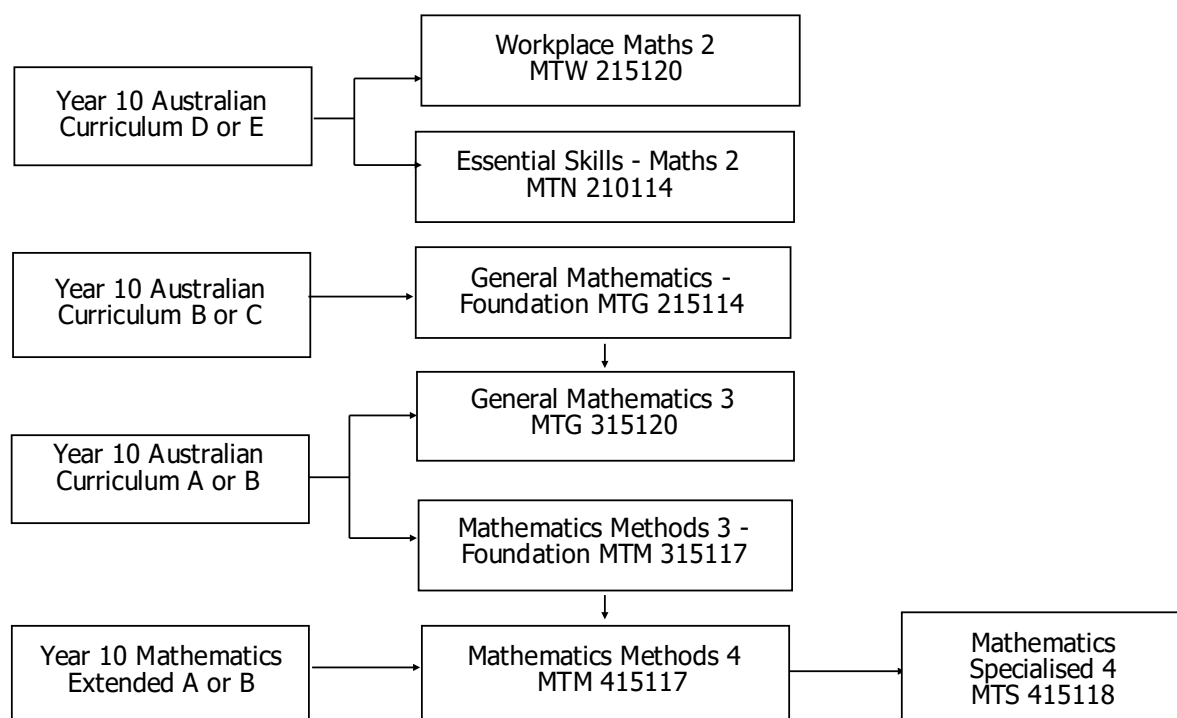 Workplace Maths 2
MTW 215120
Year 10 Australian
Curriculum D or E
Essential Skills - Maths 2
MTN 210114
General Mathematics -
Foundation MTG 215114
Year 10 Australian
Curriculum B or C
General Mathematics 3
MTG 315120
Year 10 Australian
Curriculum A or B
Mathematics Methods 3 -
Foundation MTM 315117
Year 10 Mathematics
Extended A or B
Mathematics Methods 4
MTM 415117
Mathematics
Specialised 4
MTS 415118